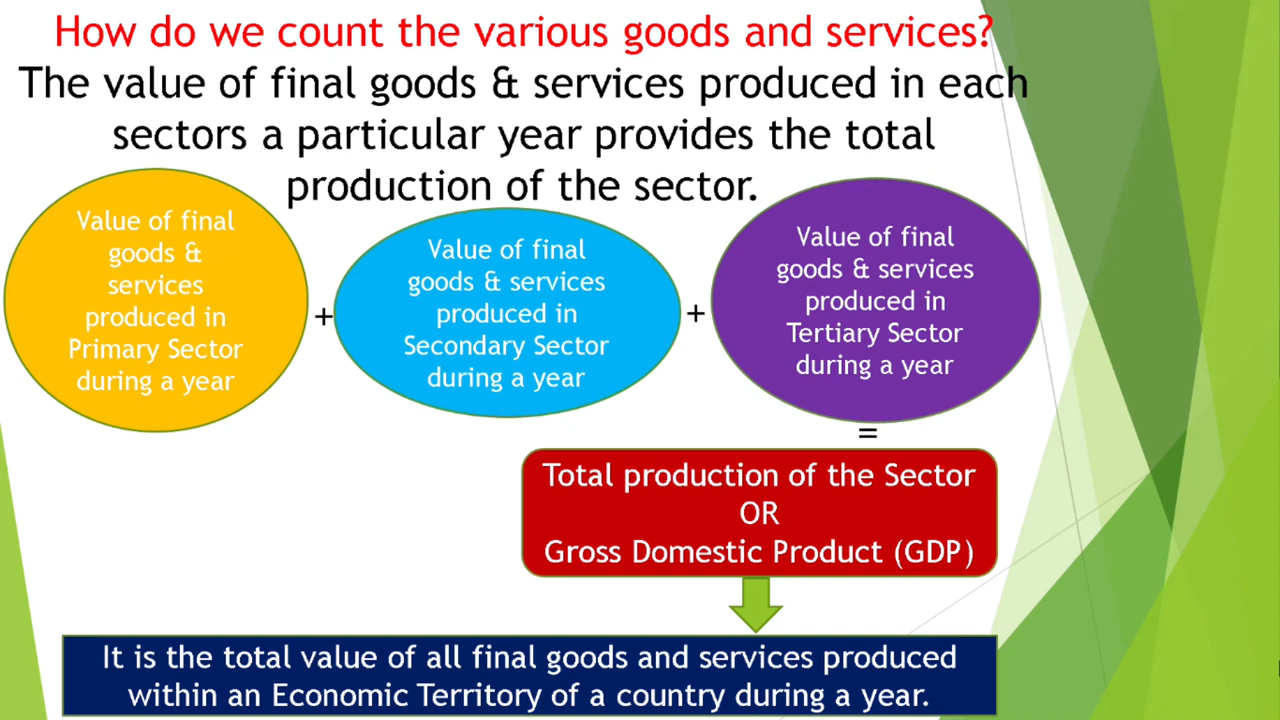 How do we count the various goods and services?
The value of final goods & services produced in each
sectors a particular year provides the total
production of the sector.
Value of final
goods &
services
produced in
Primary Sector
during a year
+
Value of final
goods & services
produced in
Secondary Sector
during a year
+
Value of final
goods & services
produced in
Tertiary Sector
during a year
=
Total production of the Sector
OR
Gross Domestic Product (GDP)
It is the total value of all final goods and services produced
within an Economic Territory of a country during a year.